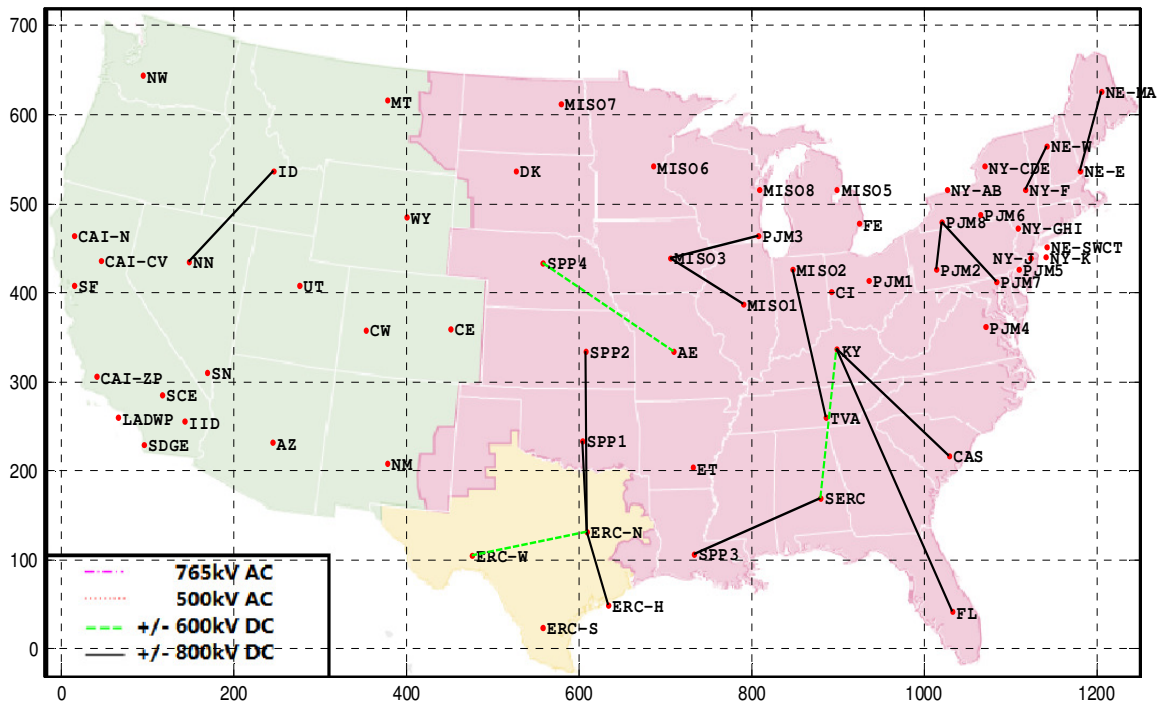 700
600
500
400
300
200
100
0
NW
MT
MISO7
NE-MA
ID
DK
MISO6
NE-W
NY-CDE
NE-E
MISO8
MISO5
NY-AB
NY-F
WY
FE
PJM8
PJM6
NY-GHI
CAI-N
PJM3
NE-SWCT
CAI-CV
NN
SPP4
MISO3
MISO2
PJM2
NY-J
NY-K
PJM5
SF
UT
MISO1
CI
PJM1
PJM7
CW
CE
SPP2
AE
KY
PJM4
CAI-ZP
SN
SCE
LADWP
IID
TVA
SDGE
AZ
SPP1
NM
ET
CAS
SERC
ERC-N
ERC-W
SPP3
ERC-H
FL
ERC-S
765kV AC
500kV AC
+/- 600kV DC
+/- 800kV DC
0
200
400
600
800
1000
1200